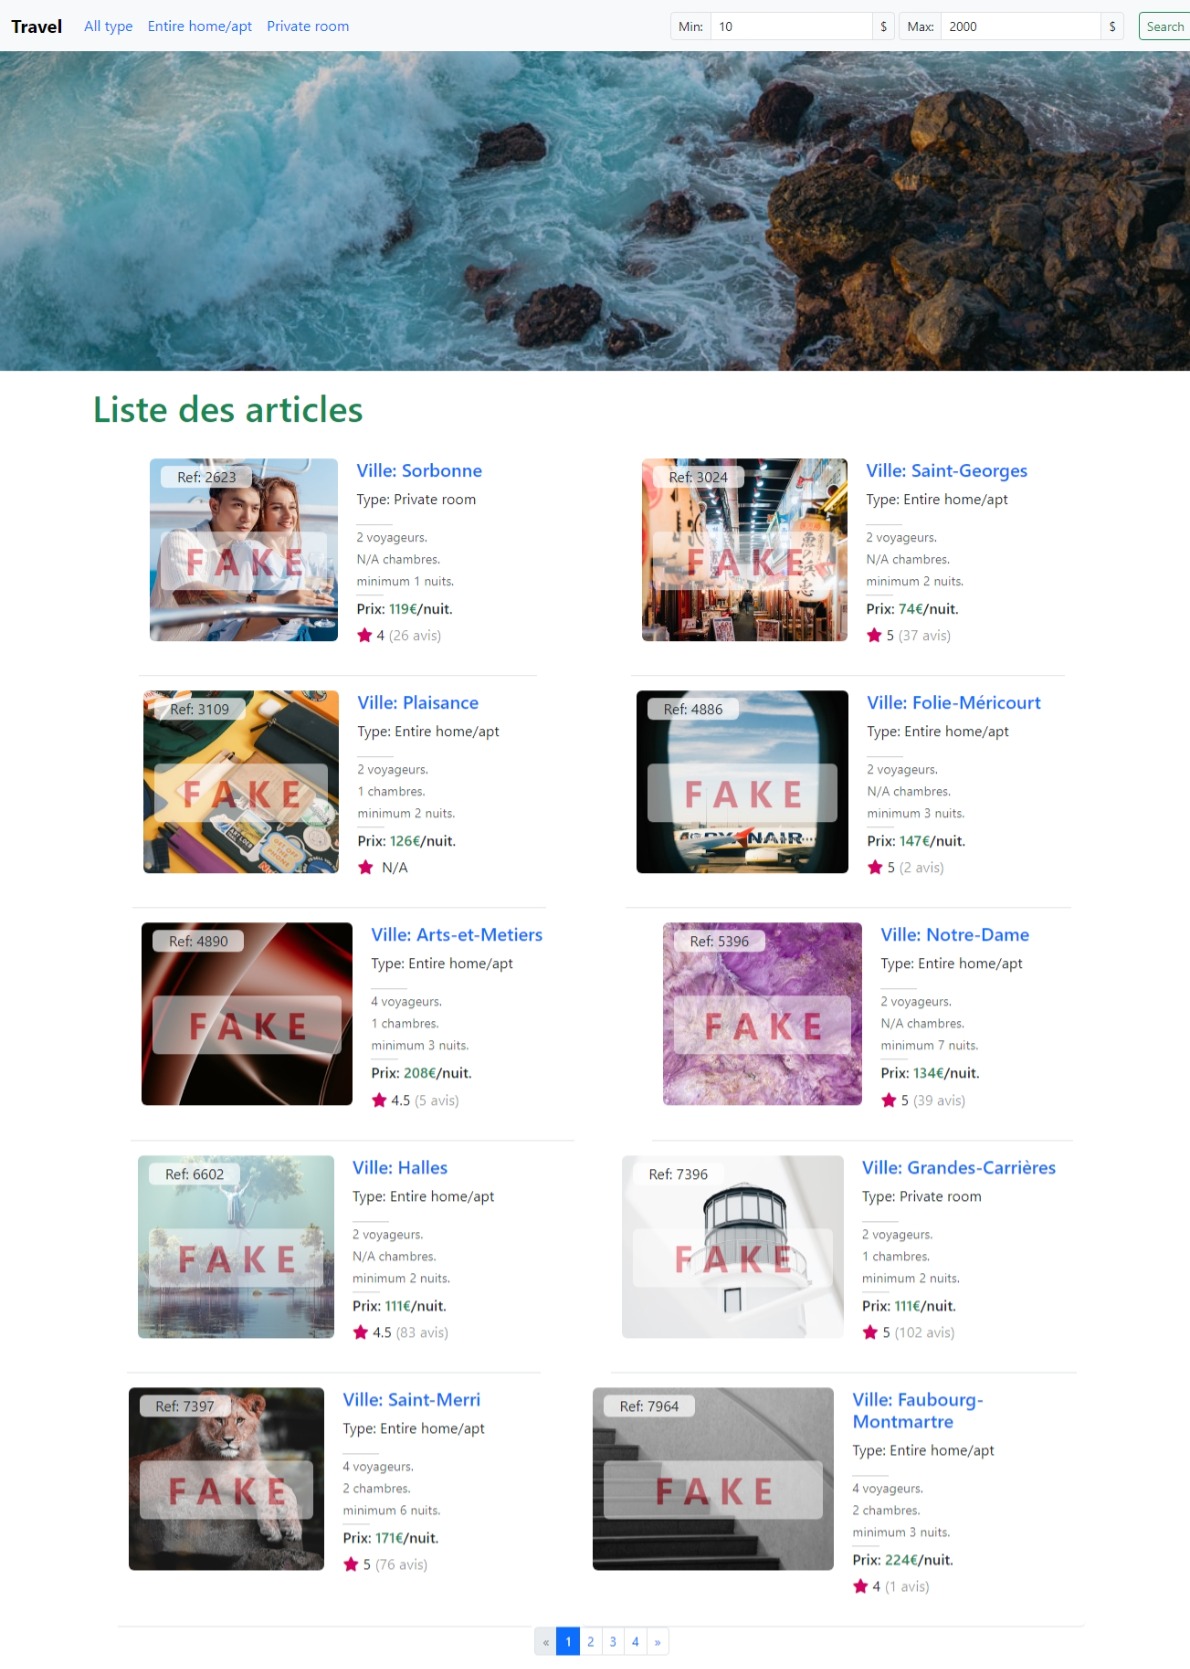 Travel All type Entire home/apt Private room Min: 10 $ Max: 2000 $ Search
Liste des articles
Ref: 2623
FAKE
Ville: Sorbonne
Type: Private room
2 voyageurs.
N/A chambres.
minimum 1 nuits.
Prix: 119€/nuit.
4 (26 avis)
Ref: 3024
FAKE
Ville: Saint-Georges
Type: Entire home/apt
2 voyageurs.
N/A chambres.
minimum 2 nuits.
Prix: 74€/nuit.
5 (37 avis)
Ref: 3109
FAKE
Ville: Plaisance
Type: Entire home/apt
2 voyageurs.
1 chambres.
minimum 2 nuits.
Prix: 126€/nuit.
N/A
Ref: 4886
FAKE
Ville: Folie-Méricourt
Type: Entire home/apt
2 voyageurs.
N/A chambres.
minimum 3 nuits.
Prix: 147€/nuit.
5 (2 avis)
Ref: 4890
FAKE
Ville: Arts-et-Metiers
Type: Entire home/apt
4 voyageurs.
1 chambres.
minimum 3 nuits.
Prix: 208€/nuit.
4.5 (5 avis)
Ref: 5396
FAKE
Ville: Notre-Dame
Type: Entire home/apt
2 voyageurs.
N/A chambres.
minimum 7 nuits.
Prix: 134€/nuit.
5 (39 avis)
Ref: 6602
FAKE
Ville: Halles
Type: Entire home/apt
2 voyageurs.
N/A chambres.
minimum 2 nuits.
Prix: 111€/nuit.
4.5 (83 avis)
Ref: 7396
FAKE
Ville: Grandes-Carrières
Type: Private room
2 voyageurs.
1 chambres.
minimum 2 nuits.
Prix: 111€/nuit.
5 (102 avis)
Ref: 7397
FAKE
Ville: Saint-Merri
Type: Entire home/apt
4 voyageurs.
2 chambres.
minimum 6 nuits.
Prix: 171€/nuit.
5 (76 avis)
Ref: 7964
FAKE
Ville: Faubourg-
Montmartre
Type: Entire home/apt
4 voyageurs.
2 chambres.
minimum 3 nuits.
Prix: 224€/nuit.
4 (1 avis)
« 1 2 3 4 »